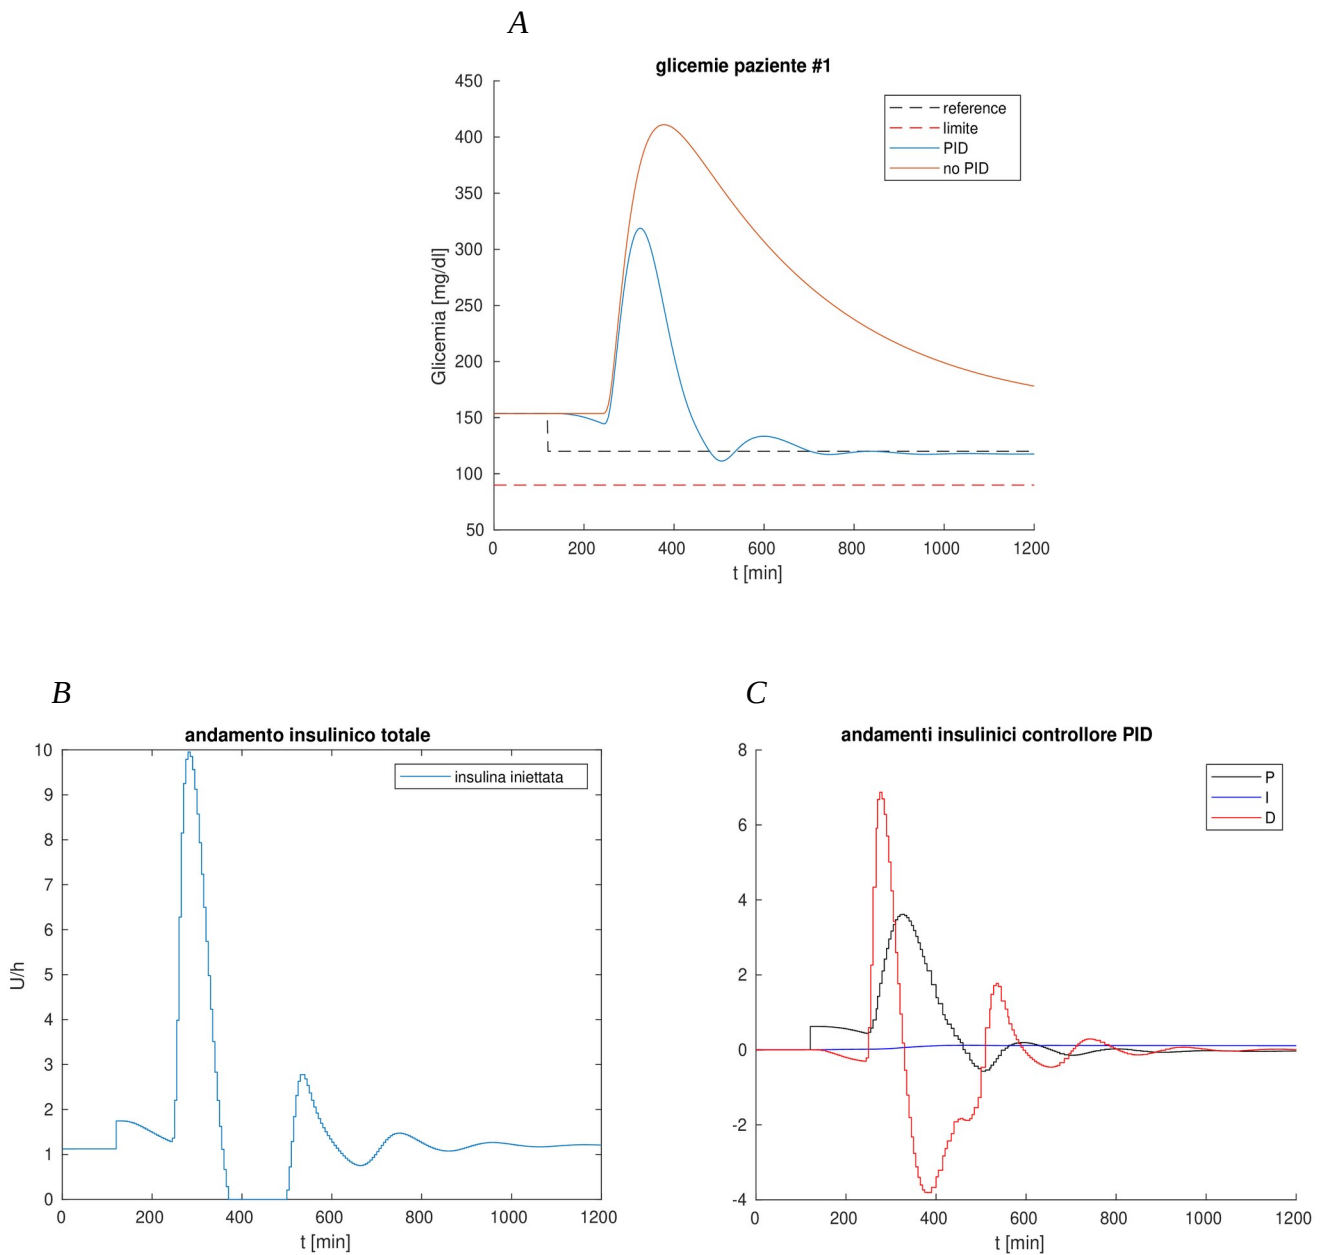 A
glicemie paziente #1
450
400
350
300
250
200
150
100
50
Glicemia [mg/dl]
reference
limite
PID
no PID
0 200 400 600 800 1000 1200
t [min]
B
andamento insulinico totale
10
9
8
7
6
5
4
3
2
1
0
U/h
insulina iniettata
0 200 400 600 800 1000 1200
t [min]
C
andamenti insulinici controllore PID
8
6
4
2
0
-2
-4
P
I
D
0 200 400 600 800 1000 1200
t [min]